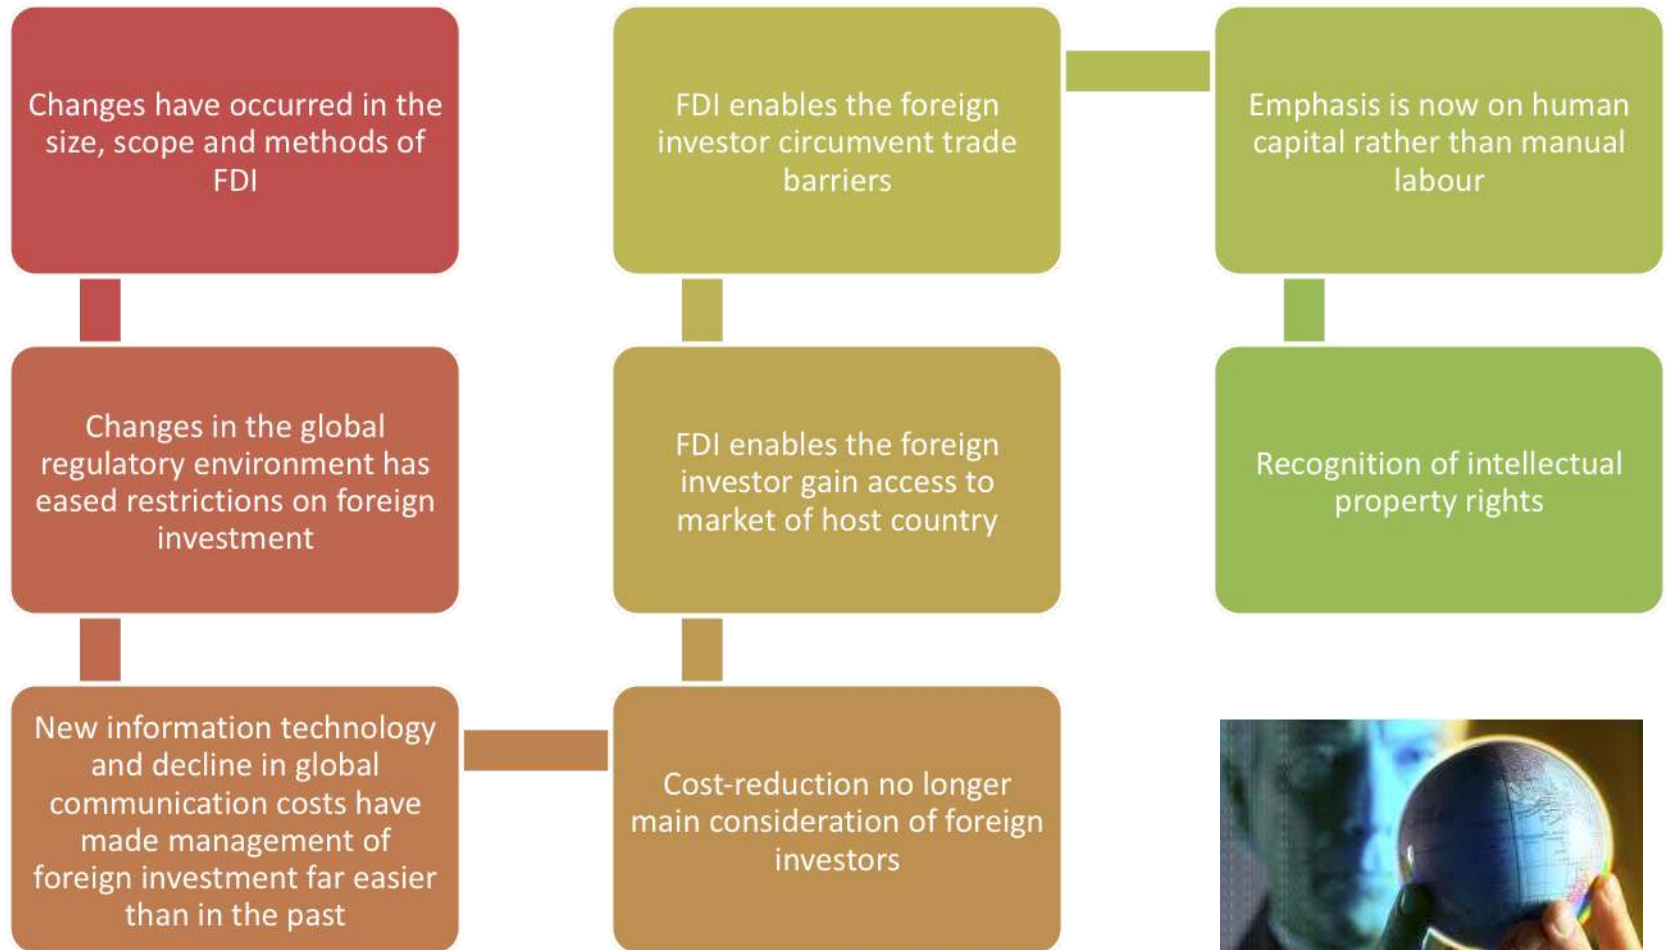 Changes have occurred in the
size, scope and methods of
FDI
Changes in the global
regulatory environment has
eased restrictions on foreign
investment
New information technology
and decline in global
communication costs have
made management of
foreign investment far easier
than in the past
Cost-reduction no longer
main consideration of foreign
investors
FDI enables the foreign
investor gain access to
market of host country
FDI enables the foreign
investor circumvent trade
barriers
Emphasis is now on human
capital rather than manual
labour
Recognition of intellectual
property rights